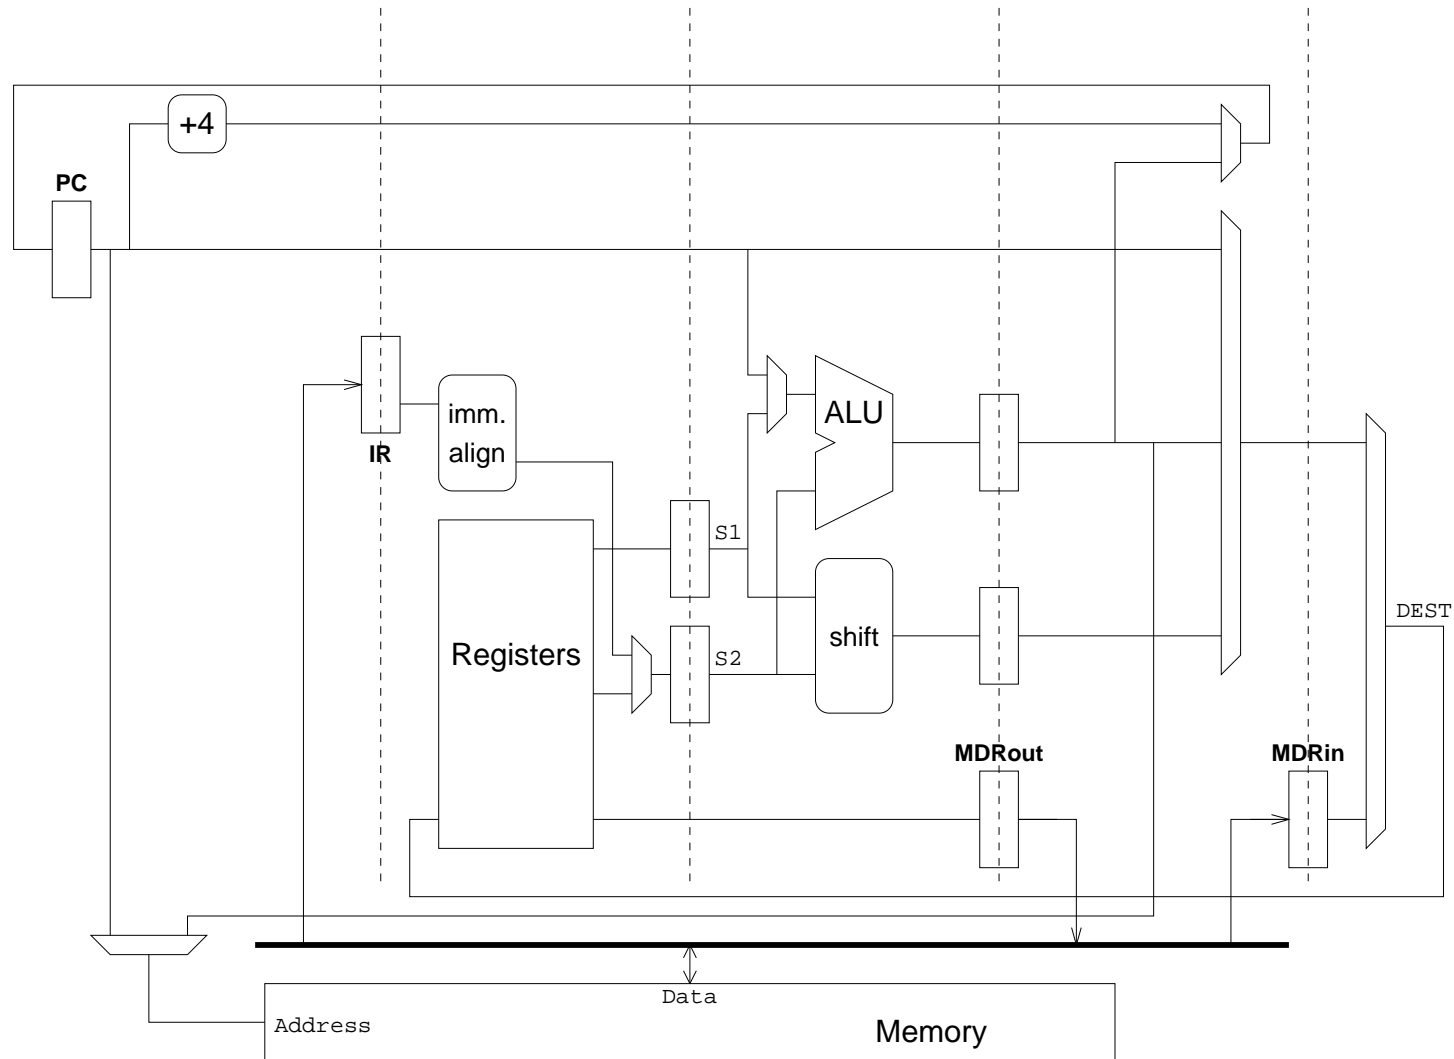 +4
PC
imm.
align
ALU
IR
S1
Registers
S2
shift
DEST
MDRout
MDRin
Data
Address
Memory